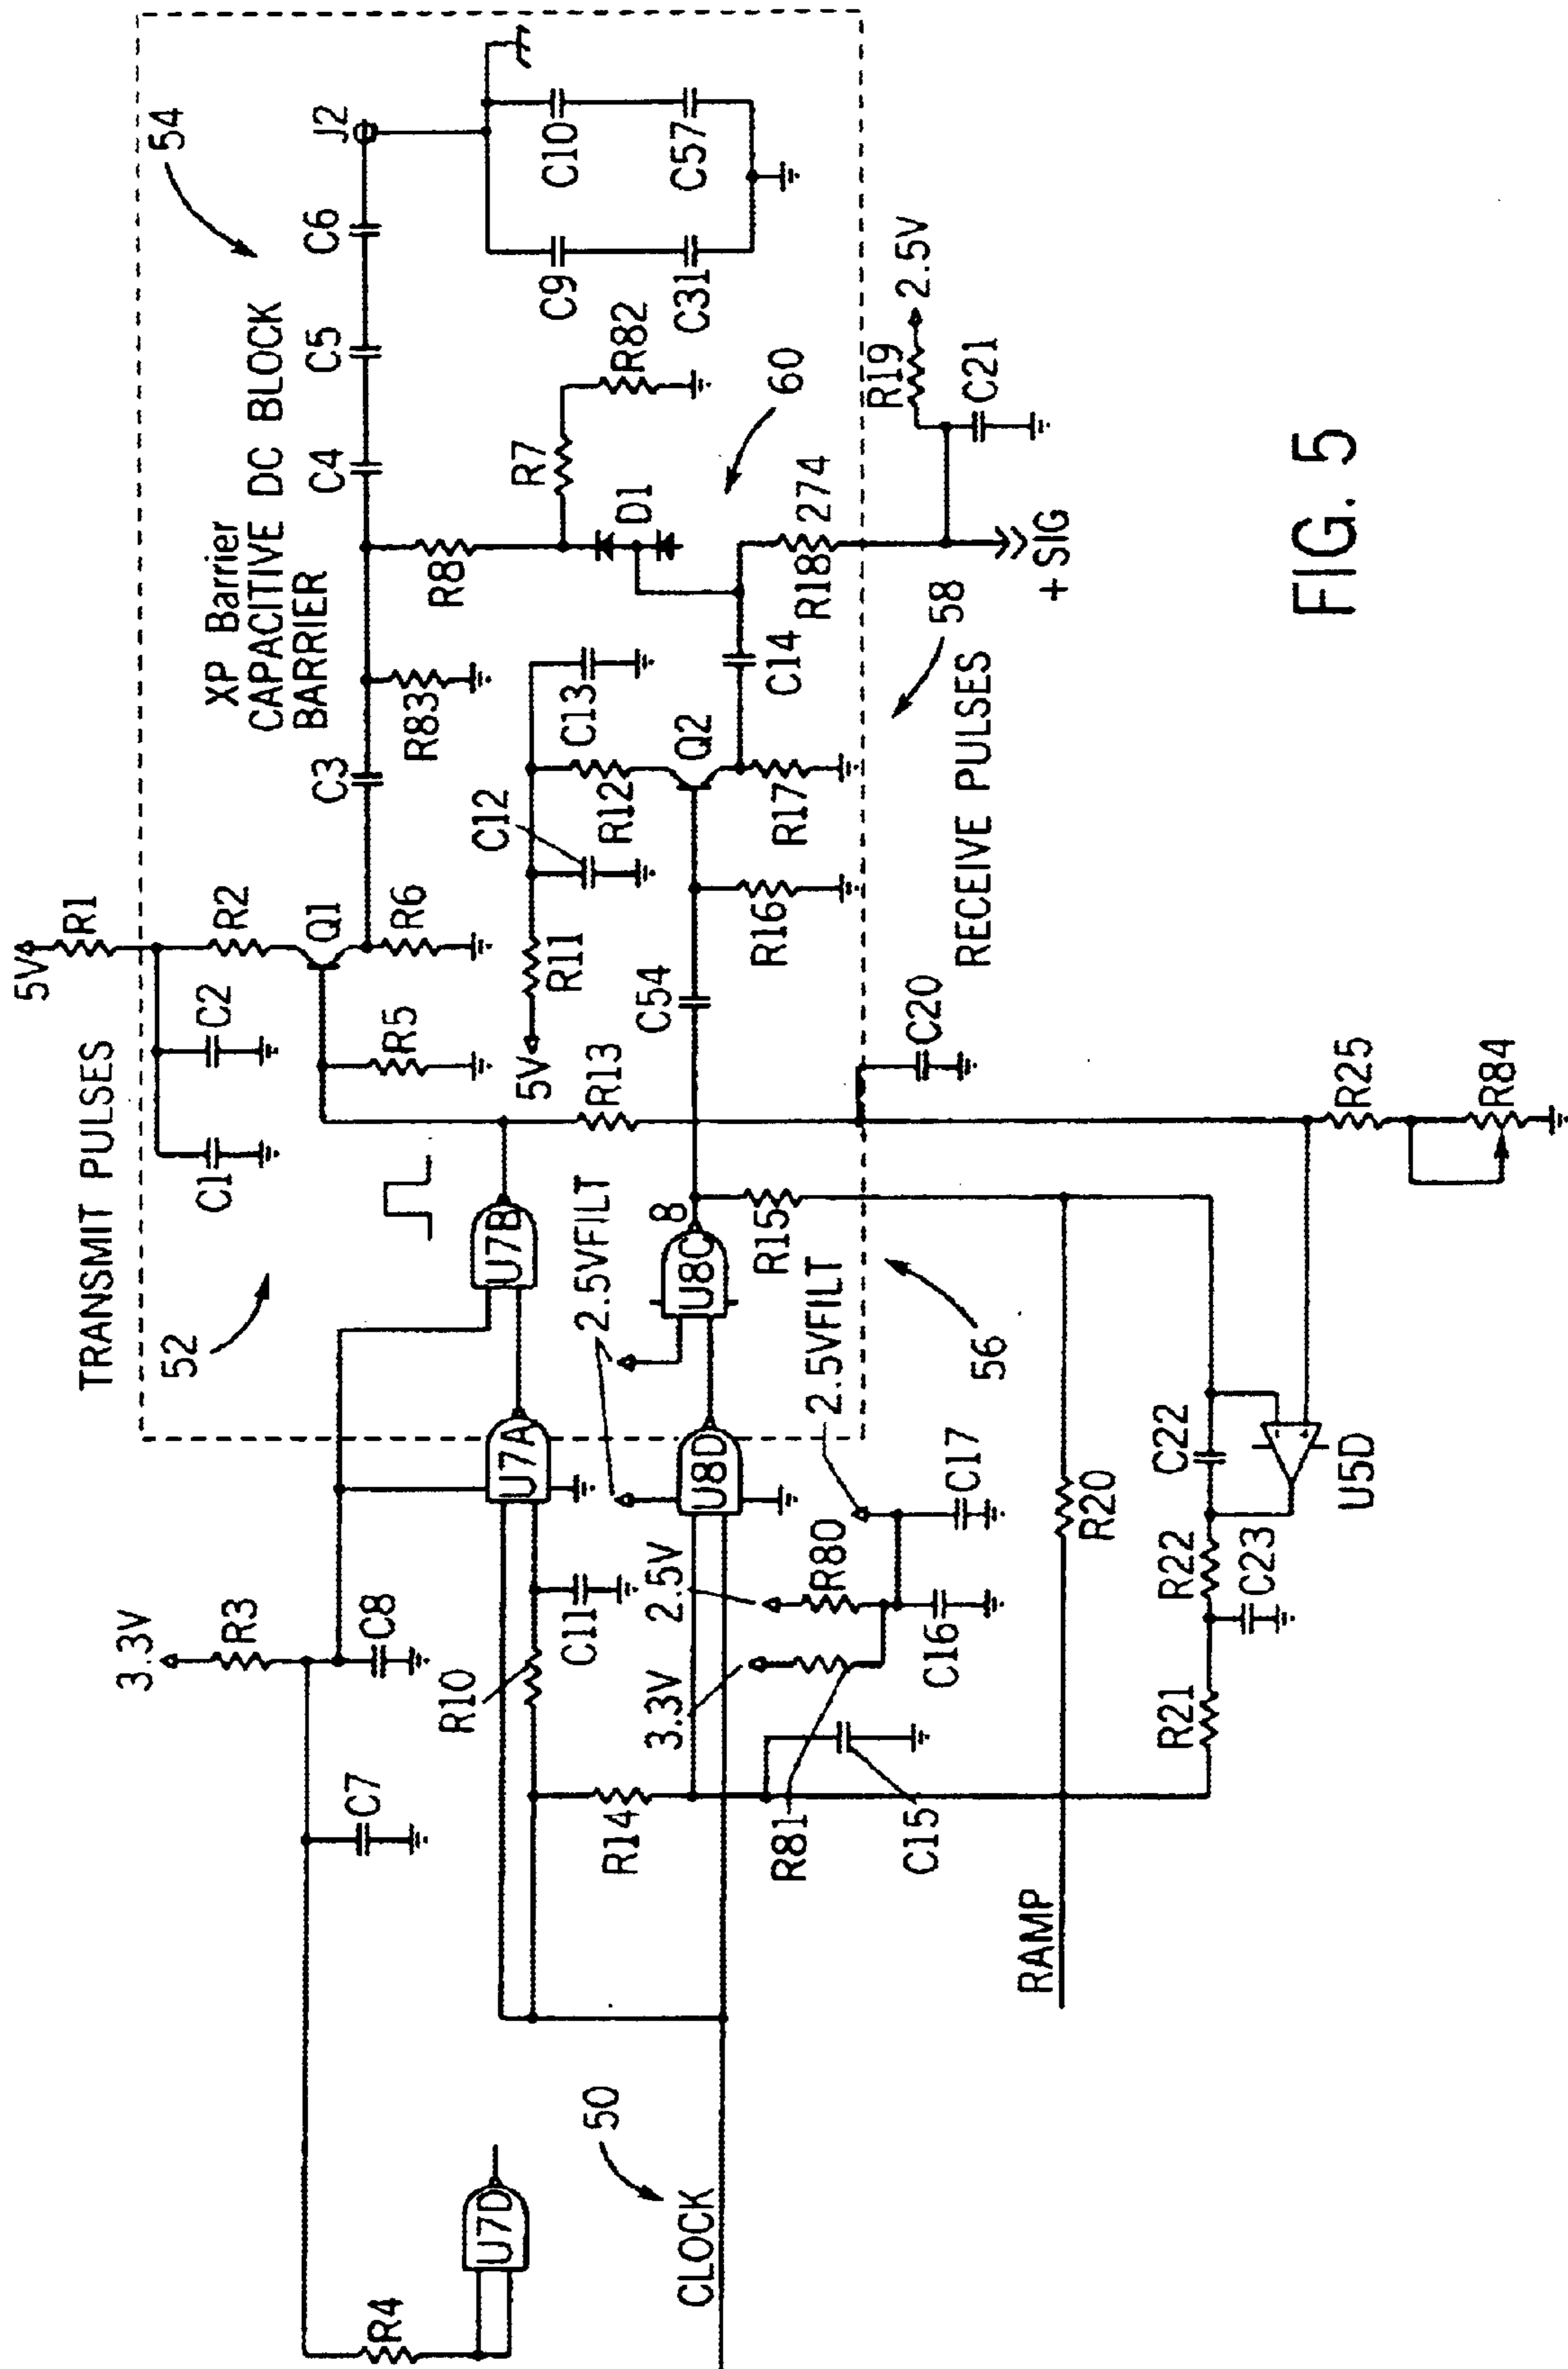 TRANSMIT PULSES
5V
R1
C1
C2
R2
52
54
XP Barrier
CAPACITIVE DC BLOCK
BARRIER
Q1
R5
R6
C3
R83
C4
C5
C6
J2
R8
R7
R82
D1
60
C9
C10
C31
C57
3.3V
R3
C7
C8
R4
U7D
U7A
U7B
R10
C11
R13
5V
R11
C12
R12
C13
Q2
C14
R17
R16
C54
2.5VFILT
U8D
U8C
8
R15
R14
3.3V
2.5V
R80
R81
C15
C16
C17
2.5VFILT
56
50
CLOCK
RAMP
R20
R21
R22
C23
C22
U5D
R25
R84
C20
RECEIVE PULSES
58
R18
274
+SIG
R19
2.5V
C21
FIG. 5